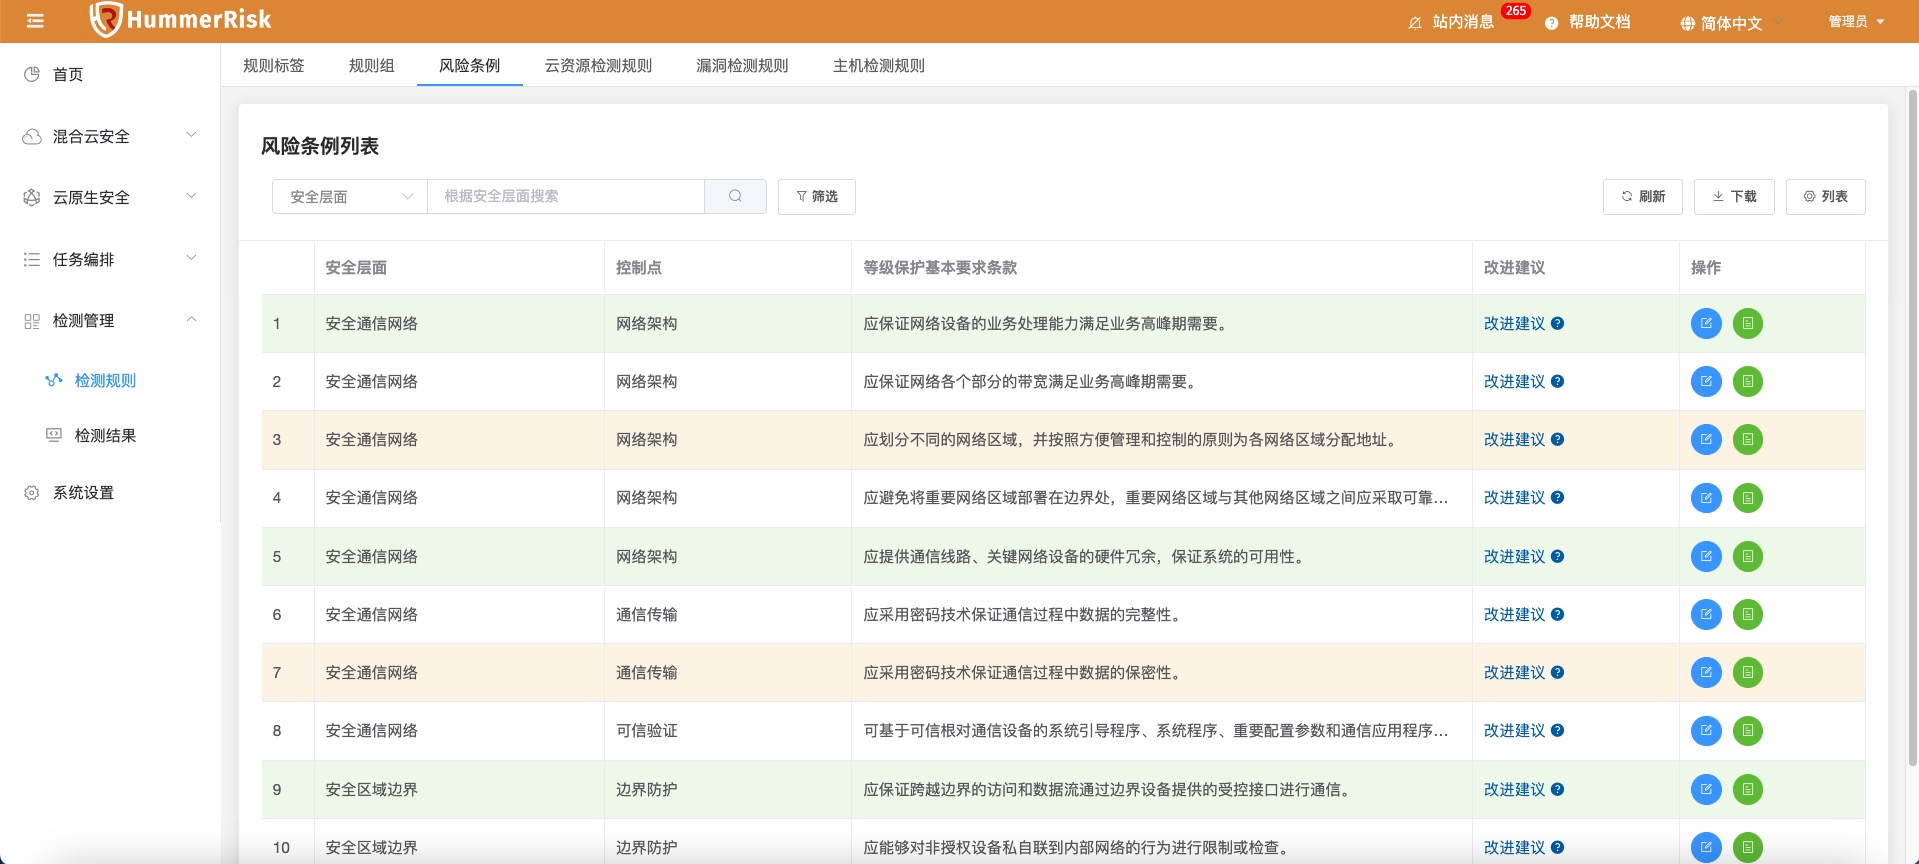 HummerRisk
站内消息 265 帮助文档 简体中文 管理员
首页
混合云安全
云原生安全
任务编排
检测管理
检测规则
检测结果
系统设置
规则标签 规则组 风险条例 云资源检测规则 漏洞检测规则 主机检测规则
风险条例列表
安全层面 根据安全层面搜索 筛选 刷新 下载 列表
安全层面 控制点 等级保护基本要求条款 改进建议 操作
1 安全通信网络 网络架构 应保证网络设备的业务处理能力满足业务高峰期需要。 改进建议
2 安全通信网络 网络架构 应保证网络各个部分的带宽满足业务高峰期需要。 改进建议
3 安全通信网络 网络架构 应划分不同的网络区域，并按照方便管理和控制的原则为各网络区域分配地址。 改进建议
4 安全通信网络 网络架构 应避免将重要网络区域部署在边界处，重要网络区域与其他网络区域之间应采取可靠... 改进建议
5 安全通信网络 网络架构 应提供通信线路、关键网络设备的硬件冗余，保证系统的可用性。 改进建议
6 安全通信网络 通信传输 应采用密码技术保证通信过程中数据的完整性。 改进建议
7 安全通信网络 通信传输 应采用密码技术保证通信过程中数据的保密性。 改进建议
8 安全通信网络 可信验证 可基于可信根对通信设备的系统引导程序、系统程序、重要配置参数和通信应用程序... 改进建议
9 安全区域边界 边界防护 应保证跨越边界的访问和数据流通过边界设备提供的受控接口进行通信。 改进建议
10 安全区域边界 边界防护 应能够对非授权设备私自联到内部网络的行为进行限制或检查。 改进建议